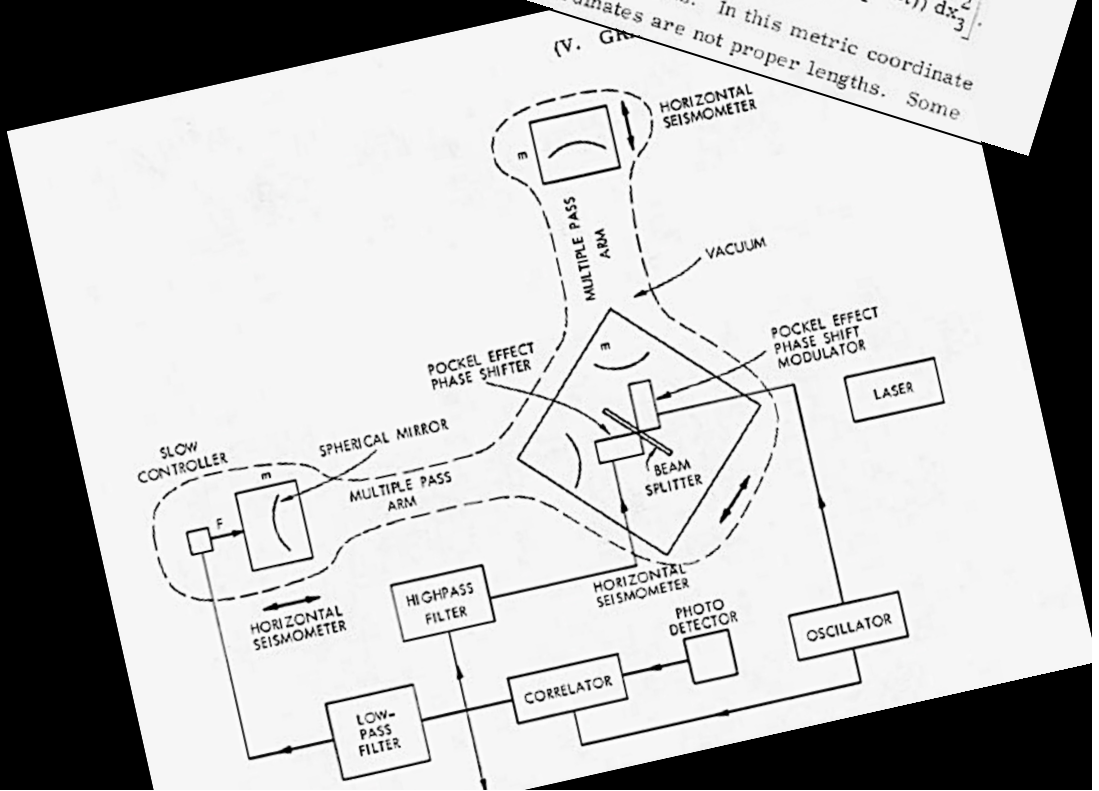 dx₃²
In this metric coordinate
are not proper lengths. Some
(V.
HORIZONTAL
SEISMOMETER
m
MULTIPLE PASS
ARM
VACUUM
POCKEL EFFECT
PHASE SHIFTER
m
POCKEL EFFECT
PHASE SHIFT
MODULATOR
LASER
SLOW
CONTROLLER
SPHERICAL MIRROR
m
MULTIPLE PASS
ARM
F
BEAM
SPLITTER
HORIZONTAL
SEISMOMETER
HIGHPASS
FILTER
HORIZONTAL
SEISMOMETER
PHOTO
DETECTOR
OSCILLATOR
CORRELATOR
LOW-
PASS
FILTER